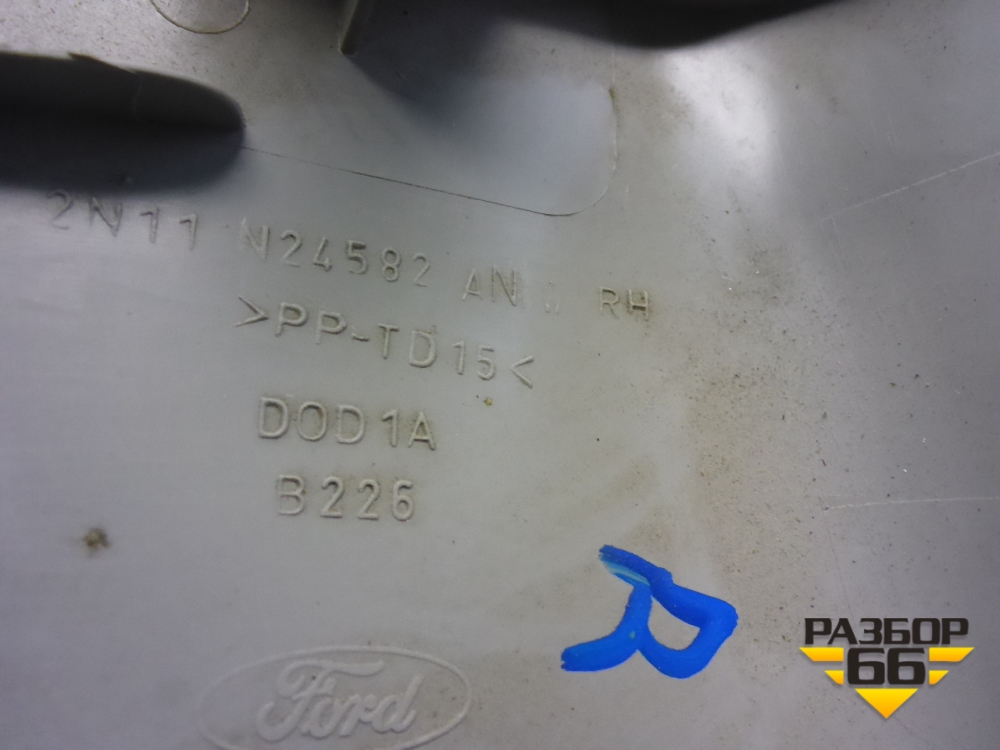 2N11 N24582 AN RH
>PP-TD15<
DOD1A
B226
Ford
R
РАЗБОР
66